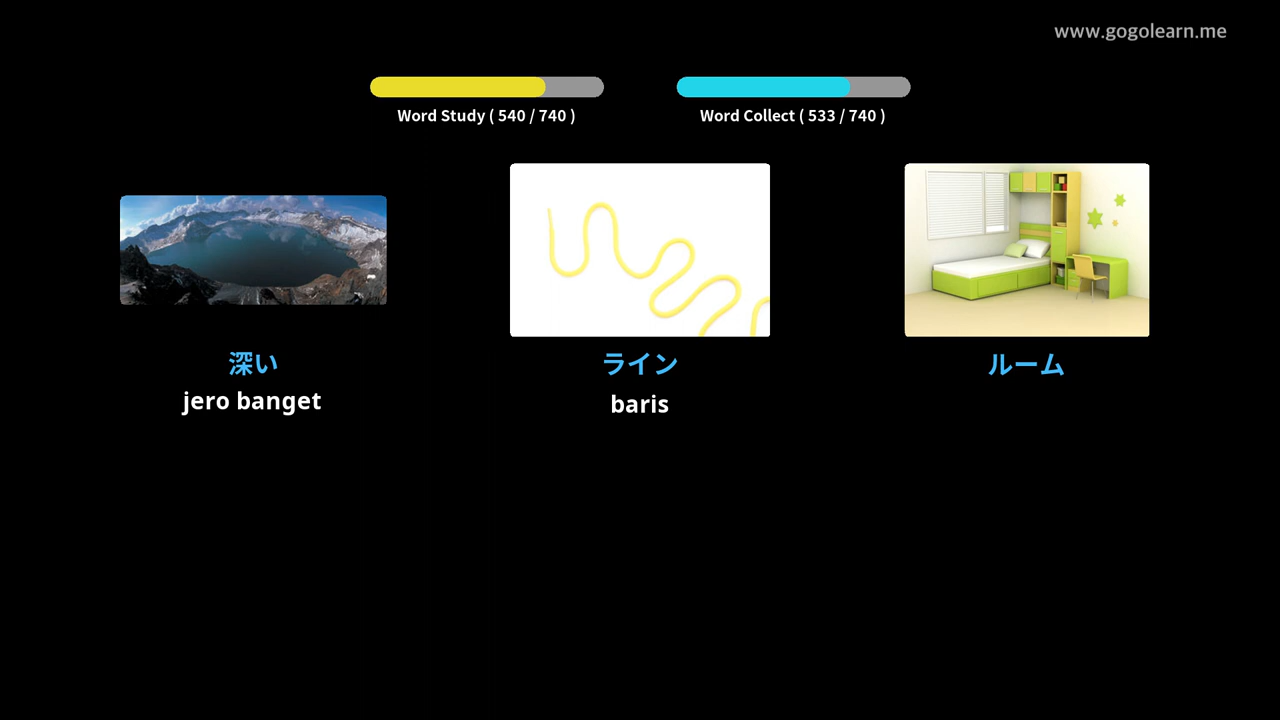 www.gogolearn.me
Word Study ( 540 / 740 )
Word Collect ( 533 / 740 )
深い
jero banget
ライン
baris
ルーム